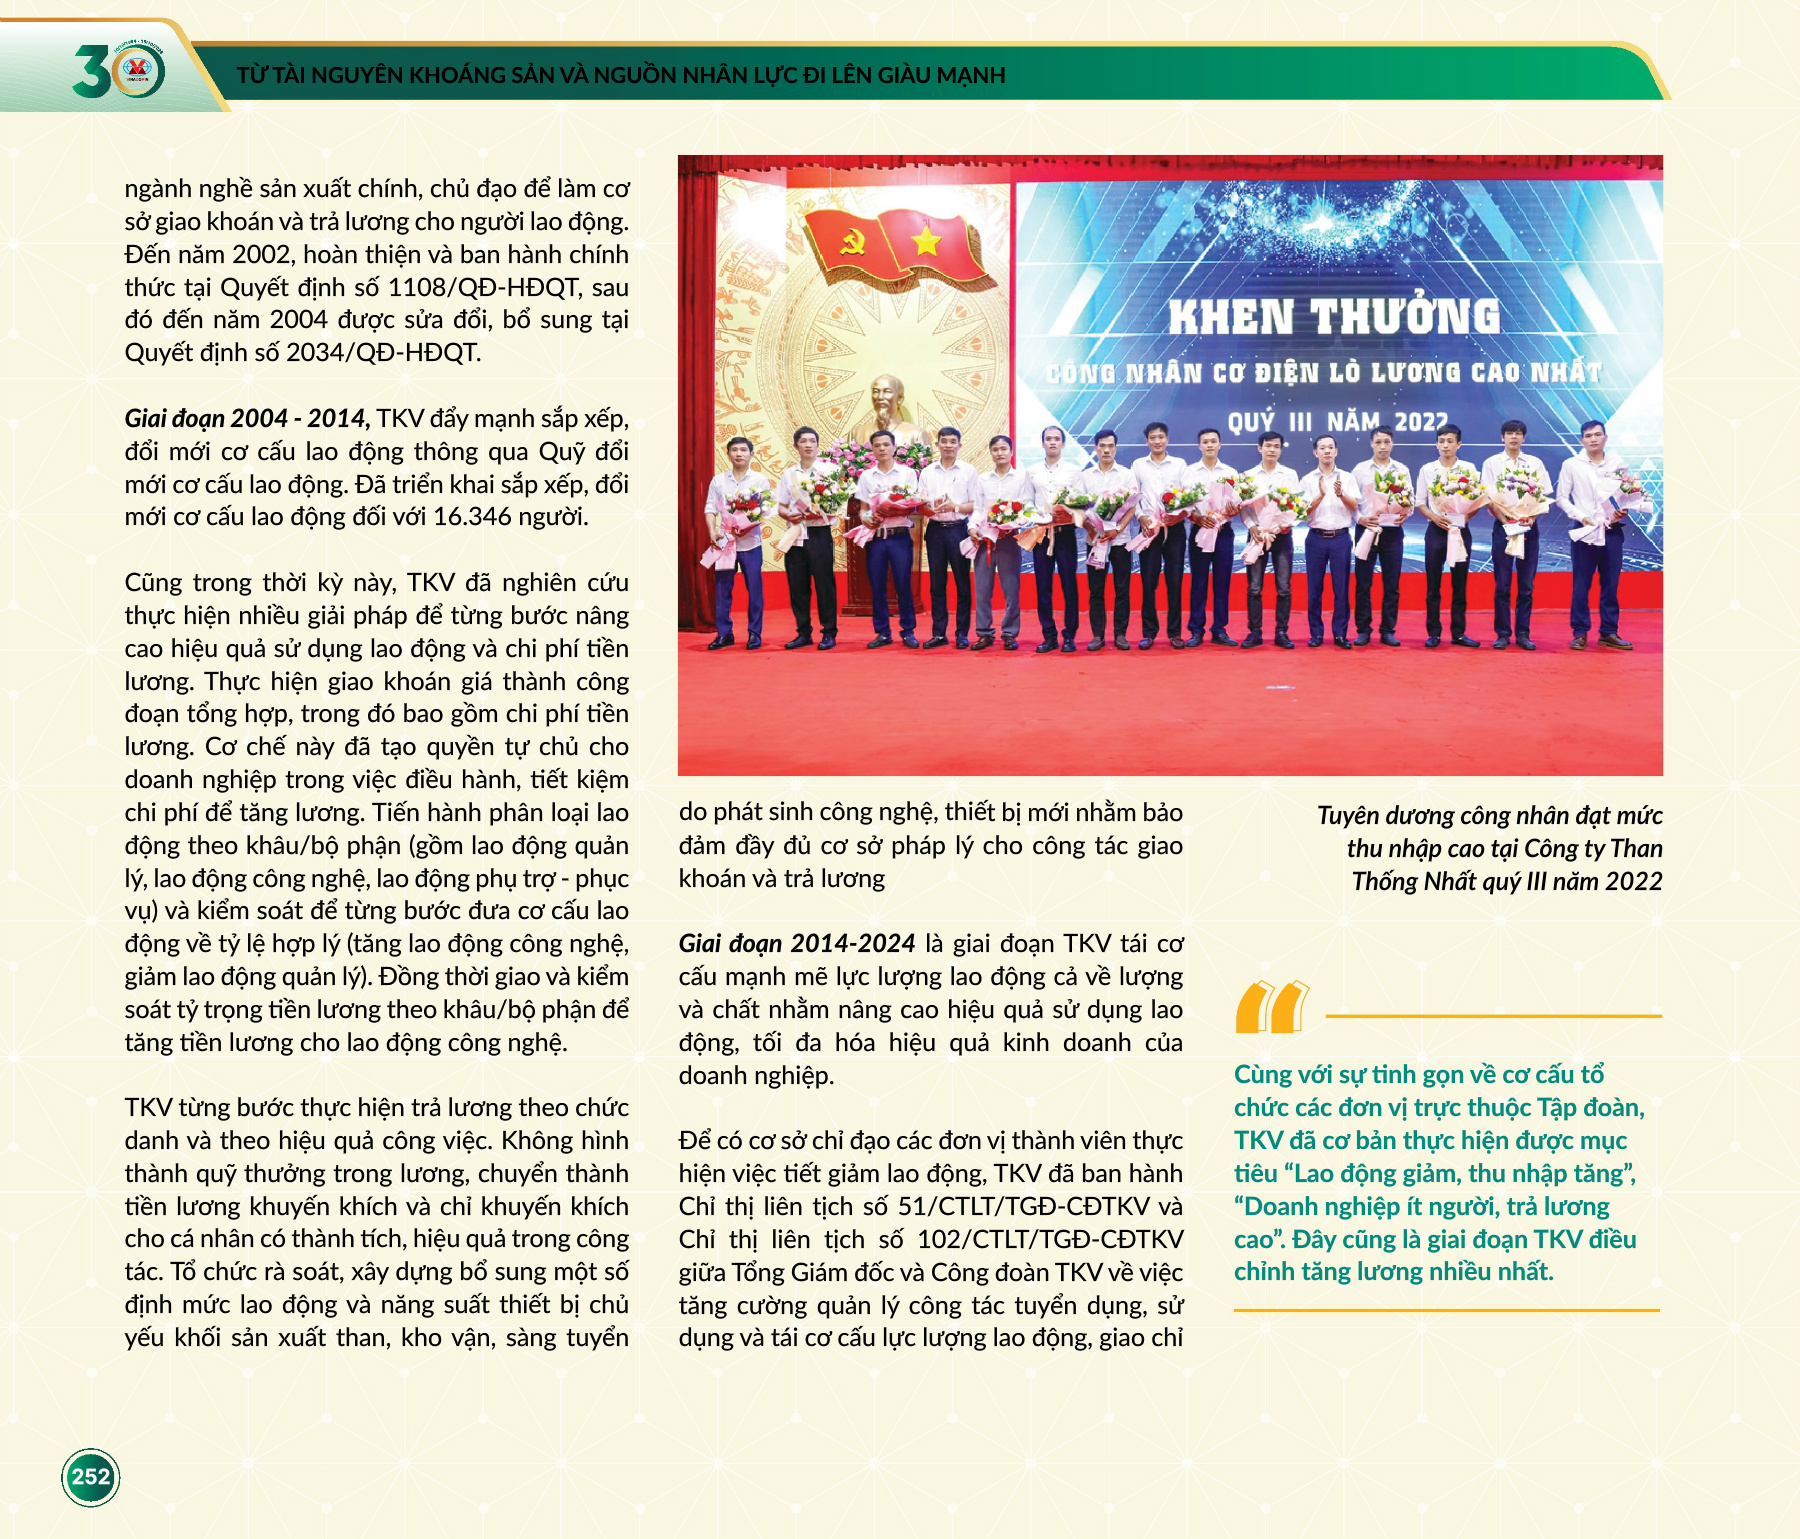 TỪ TÀI NGUYÊN KHOÁNG SẢN VÀ NGUỒN NHÂN LỰC ĐI LÊN GIÀU MẠNH
30
ngành nghề sản xuất chính, chủ đạo để làm cơ
sở giao khoán và trả lương cho người lao động.
Đến năm 2002, hoàn thiện và ban hành chính
thức tại Quyết định số 1108/QĐ-HĐQT, sau
đó đến năm 2004 được sửa đổi, bổ sung tại
Quyết định số 2034/QĐ-HĐQT.
Giai đoạn 2004 - 2014, TKV đẩy mạnh sắp xếp,
đổi mới cơ cấu lao động thông qua Quỹ đổi
mới cơ cấu lao động. Đã triển khai sắp xếp, đổi
mới cơ cấu lao động đối với 16.346 người.
Cũng trong thời kỳ này, TKV đã nghiên cứu
thực hiện nhiều giải pháp để từng bước nâng
cao hiệu quả sử dụng lao động và chi phí tiền
lương. Thực hiện giao khoán giá thành công
đoạn tổng hợp, trong đó bao gồm chi phí tiền
lương. Cơ chế này đã tạo quyền tự chủ cho
doanh nghiệp trong việc điều hành, tiết kiệm
chi phí để tăng lương. Tiến hành phân loại lao
động theo khâu/bộ phận (gồm lao động quản
lý, lao động công nghệ, lao động phụ trợ - phục
vụ) và kiểm soát để từng bước đưa cơ cấu lao
động về tỷ lệ hợp lý (tăng lao động công nghệ,
giảm lao động quản lý). Đồng thời giao và kiểm
soát tỷ trọng tiền lương theo khâu/bộ phận để
tăng tiền lương cho lao động công nghệ.
TKV từng bước thực hiện trả lương theo chức
danh và theo hiệu quả công việc. Không hình
thành quỹ thưởng trong lương, chuyển thành
tiền lương khuyến khích và chỉ khuyến khích
cho cá nhân có thành tích, hiệu quả trong công
tác. Tổ chức rà soát, xây dựng bổ sung một số
định mức lao động và năng suất thiết bị chủ
yếu khối sản xuất than, kho vận, sàng tuyển
KHEN THƯỞNG
CÔNG NHÂN CƠ ĐIỆN LÒ LƯƠNG CAO NHẤT
QUÝ III NĂM 2022
do phát sinh công nghệ, thiết bị mới nhằm bảo
đảm đầy đủ cơ sở pháp lý cho công tác giao
khoán và trả lương
Giai đoạn 2014-2024 là giai đoạn TKV tái cơ
cấu mạnh mẽ lực lượng lao động cả về lượng
và chất nhằm nâng cao hiệu quả sử dụng lao
động, tối đa hóa hiệu quả kinh doanh của
doanh nghiệp.
Để có cơ sở chỉ đạo các đơn vị thành viên thực
hiện việc tiết giảm lao động, TKV đã ban hành
Chỉ thị liên tịch số 51/CTLT/TGĐ-CĐTKV và
Chỉ thị liên tịch số 102/CTLT/TGĐ-CĐTKV
giữa Tổng Giám đốc và Công đoàn TKV về việc
tăng cường quản lý công tác tuyển dụng, sử
dụng và tái cơ cấu lực lượng lao động, giao chỉ
Tuyên dương công nhân đạt mức
thu nhập cao tại Công ty Than
Thống Nhất quý III năm 2022
Cùng với sự tinh gọn về cơ cấu tổ
chức các đơn vị trực thuộc Tập đoàn,
TKV đã cơ bản thực hiện được mục
tiêu “Lao động giảm, thu nhập tăng”,
“Doanh nghiệp ít người, trả lương
cao”. Đây cũng là giai đoạn TKV điều
chỉnh tăng lương nhiều nhất.
252